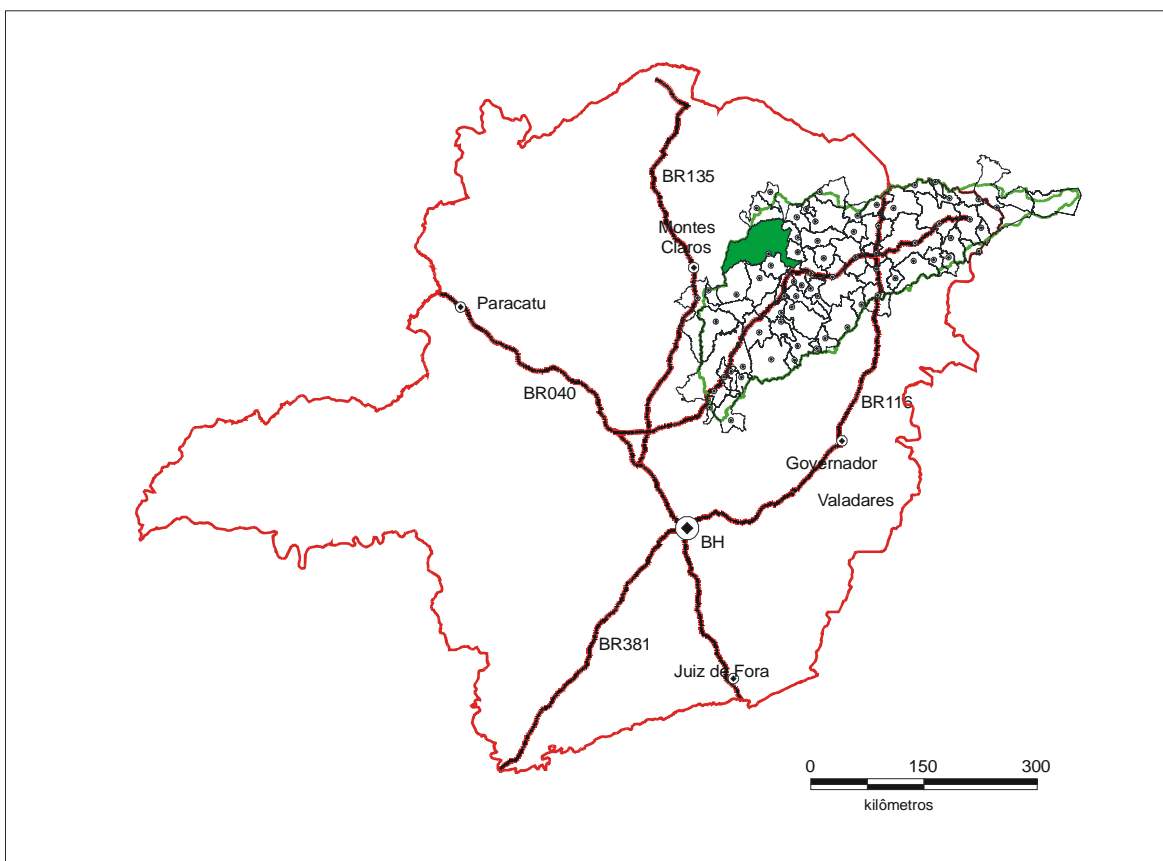 BR135
Montes
Claros
Paracatu
BR040
BR116
Governador
Valadares
BH
BR381
Juiz de Fora
0 150 300
kilômetros